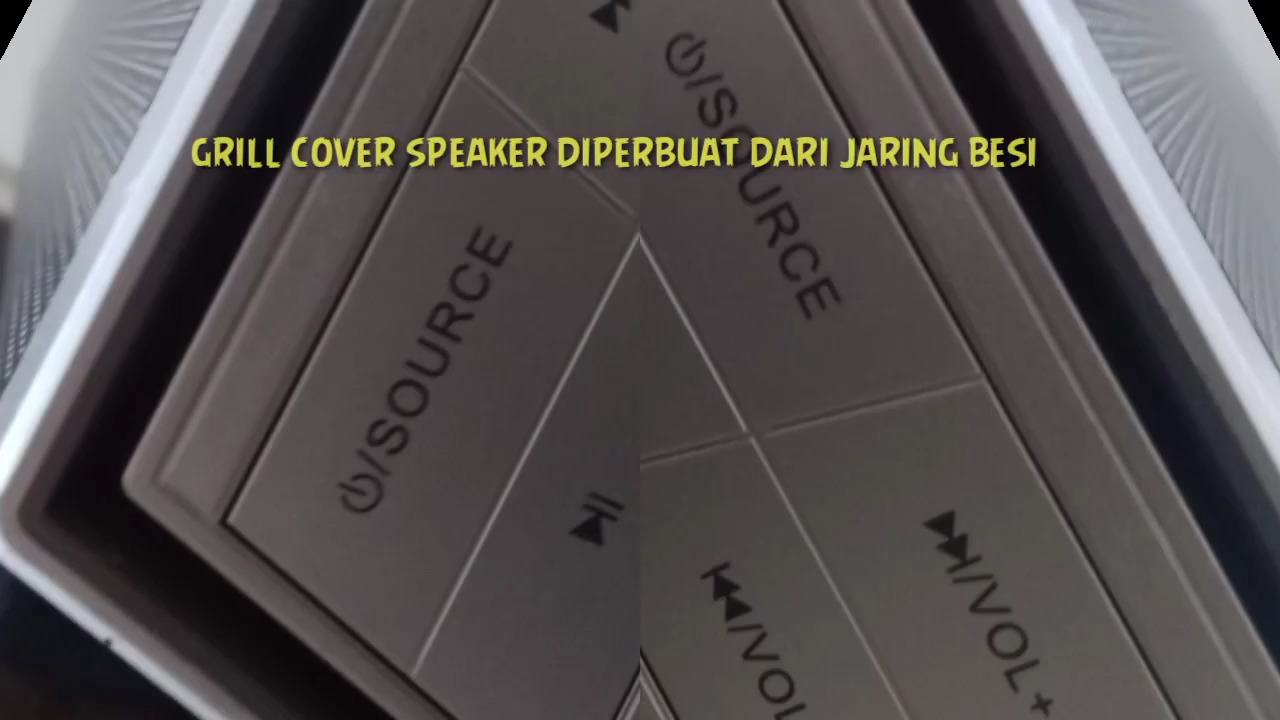 GRILL COVER SPEAKER DIPERBUAT DARI JARING BESI
⏻/SOURCE
⏻/SOURCE
/VOL+
/VOL